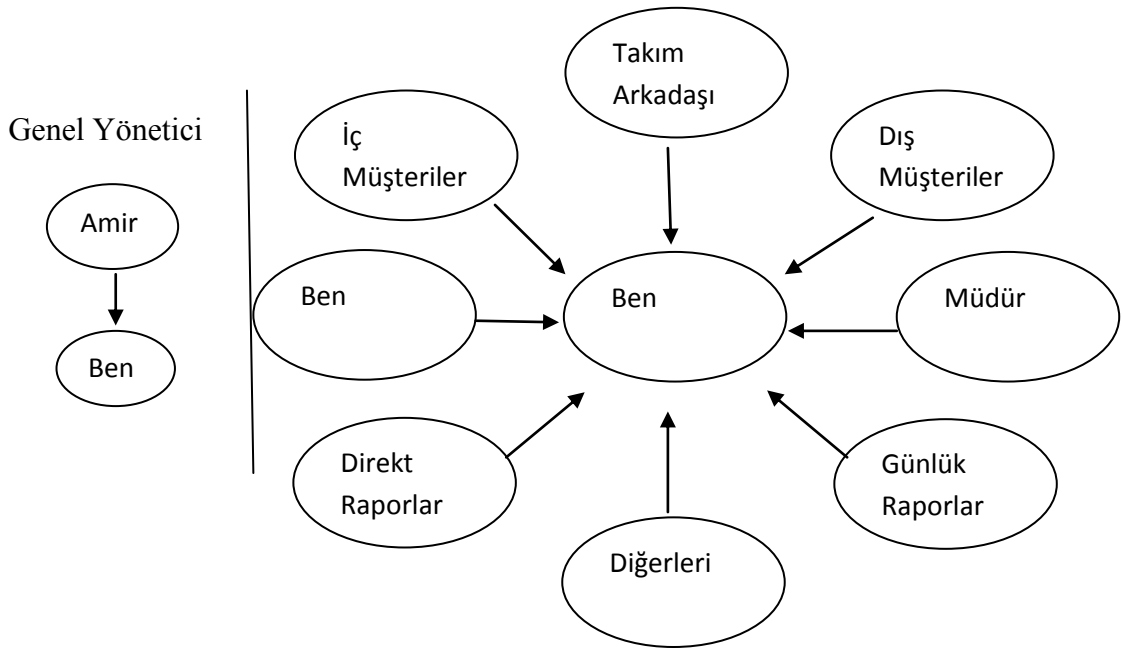 Genel Yönetici
Amir
Ben
Takım
Arkadaşı
İç
Müşteriler
Dış
Müşteriler
Ben
Ben
Müdür
Direkt
Raporlar
Günlük
Raporlar
Diğerleri